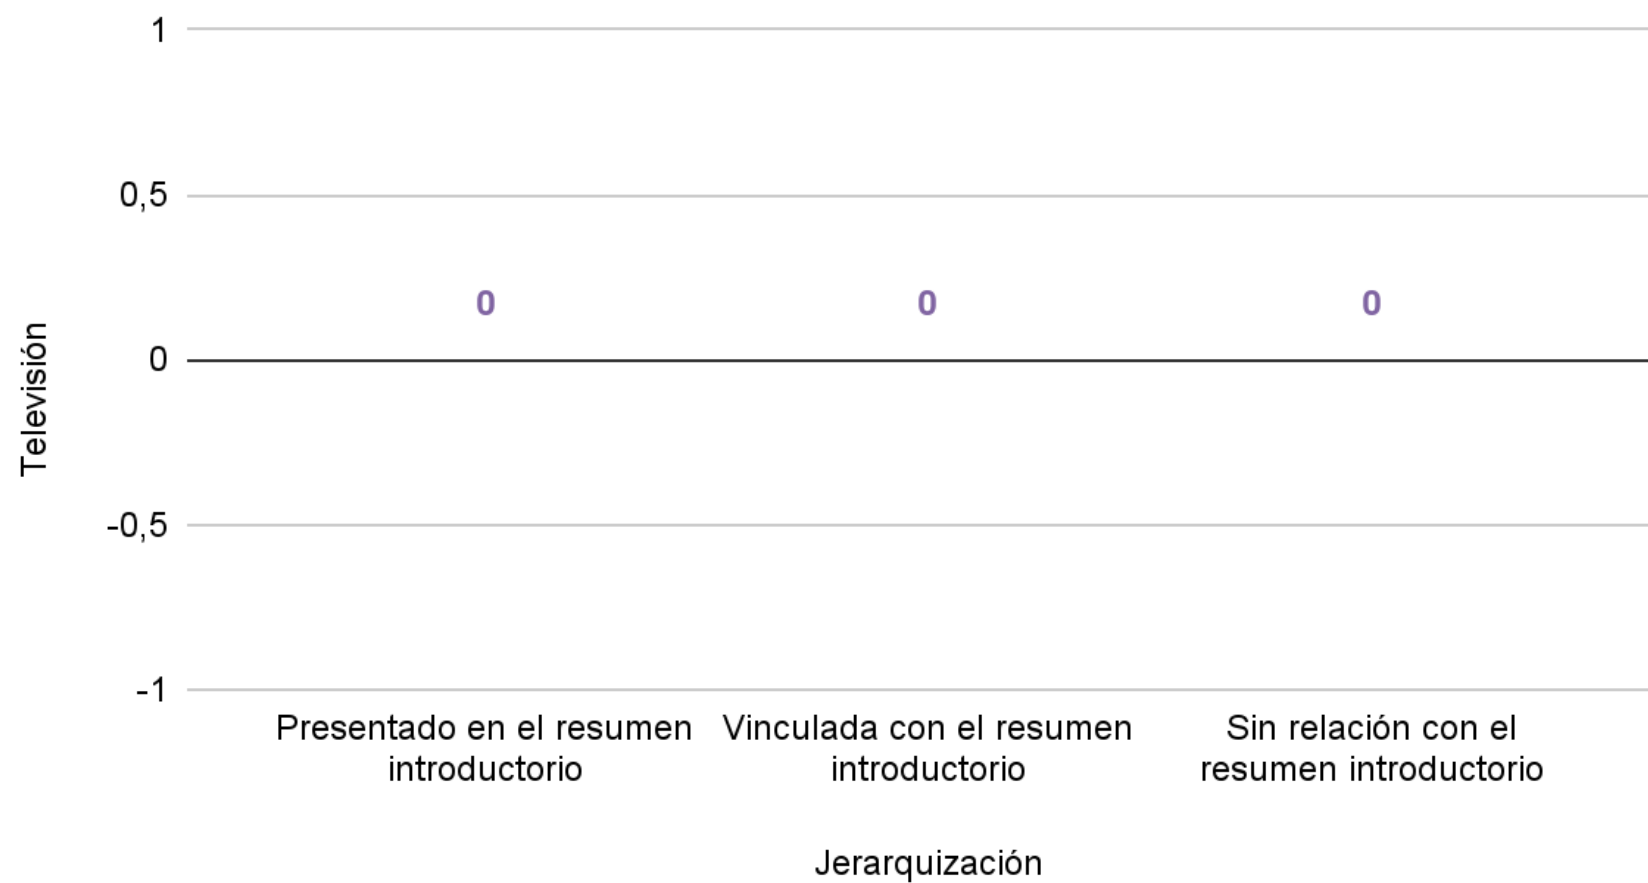 1
0,5
0
-0,5
-1
Televisión
0
0
0
Presentado en el resumen
introductorio
Vinculada con el resumen
introductorio
Sin relación con el
resumen introductorio
Jerarquización